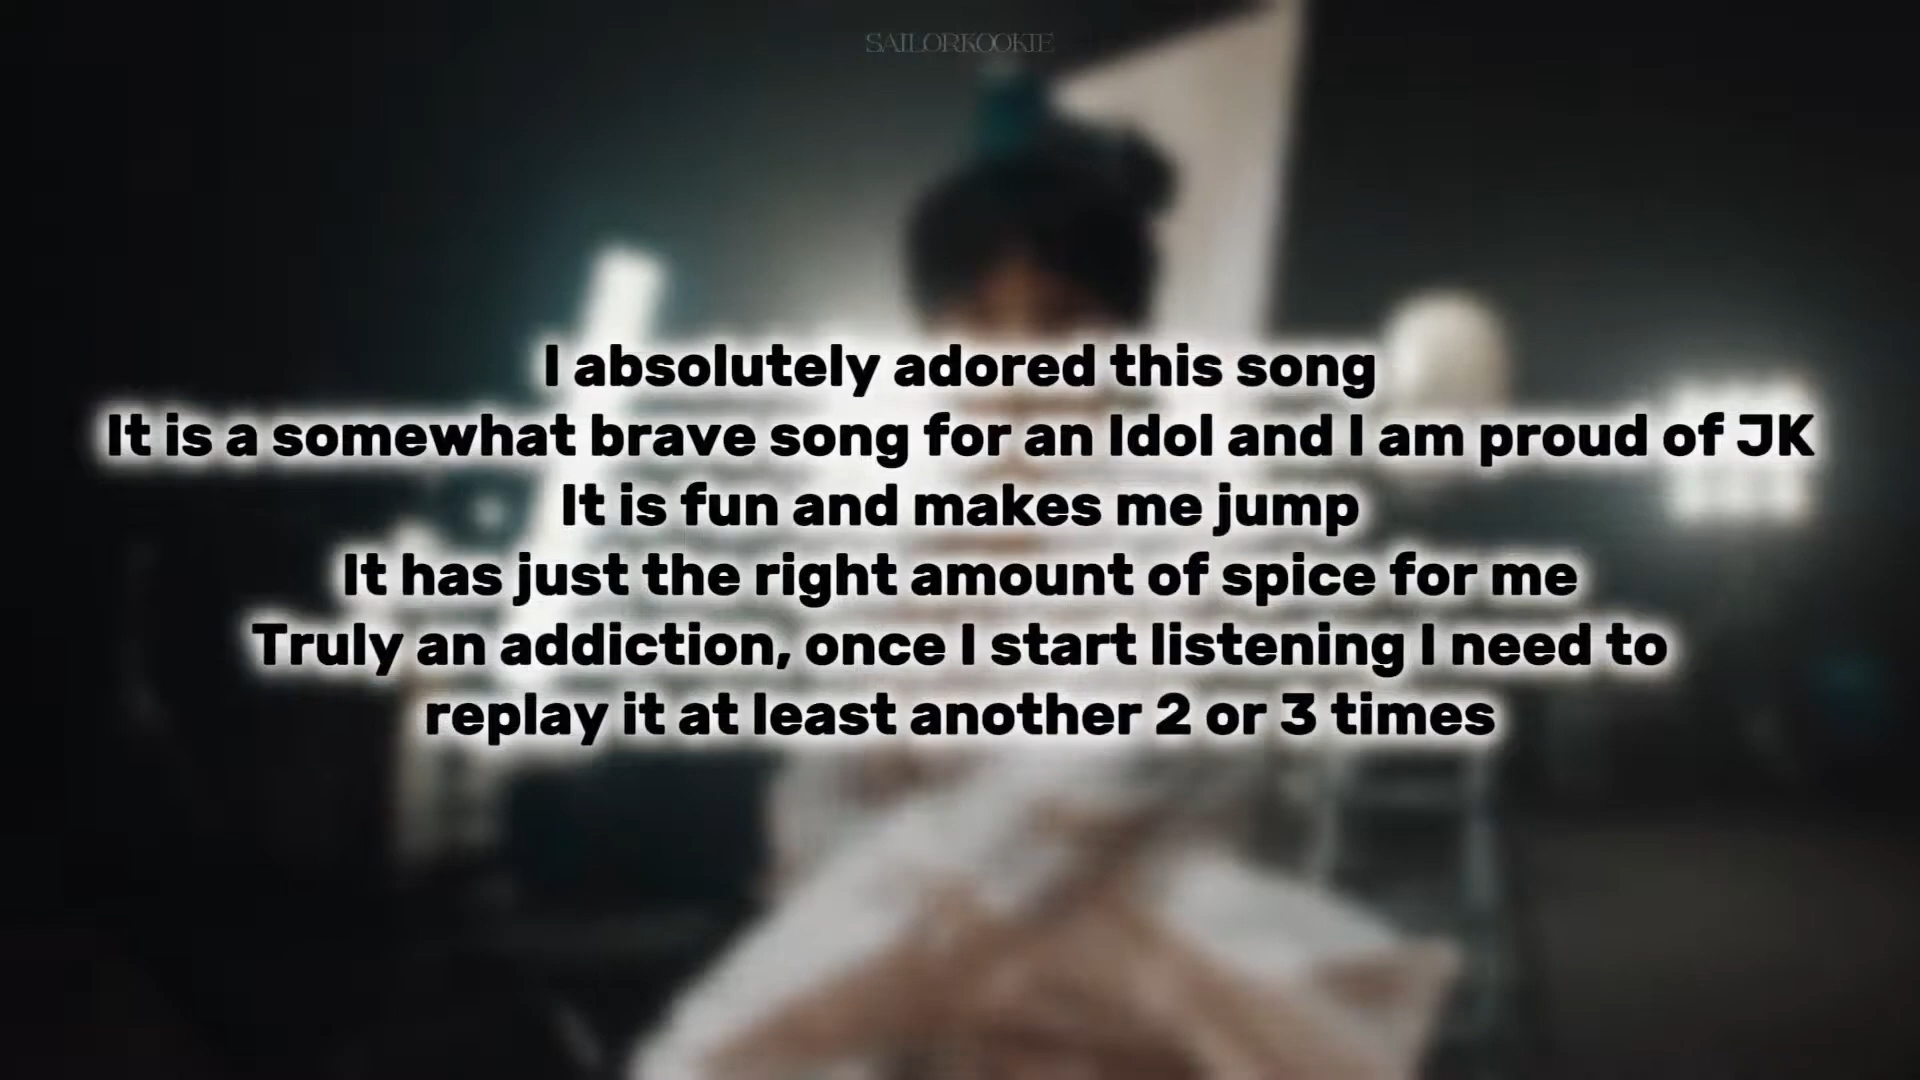 SAILORKOOKIE
I absolutely adored this song
It is a somewhat brave song for an Idol and I am proud of JK
It is fun and makes me jump
It has just the right amount of spice for me
Truly an addiction, once I start listening I need to
replay it at least another 2 or 3 times